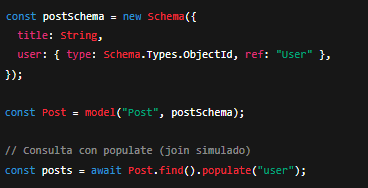 const postSchema = new Schema({
  title: String,
  user: { type: Schema.Types.ObjectId, ref: "User" },
});

const Post = model("Post", postSchema);

// Consulta con populate (join simulado)
const posts = await Post.find().populate("user");